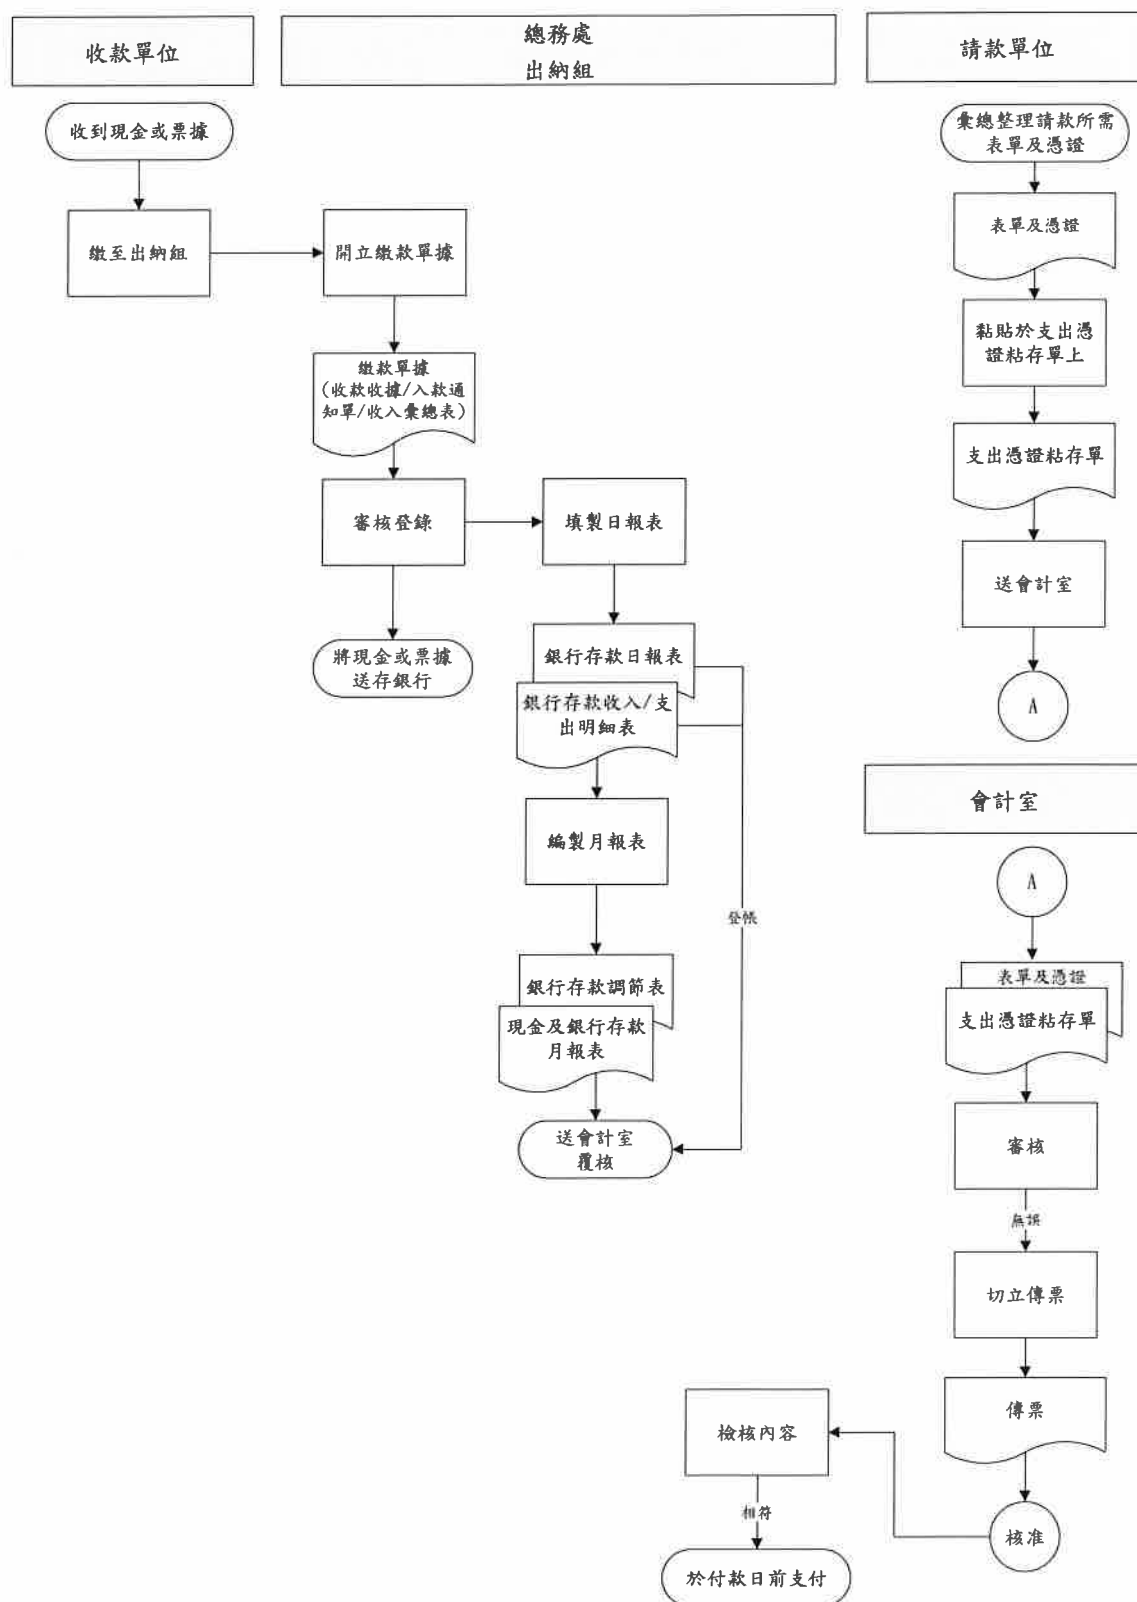 收款單位
總務處
出納組
請款單位
收到現金或票據
彙總整理請款所需
表單及憑證
繳至出納組
開立繳款單據
表單及憑證
黏貼於支出憑
證粘存單上
繳款單據
(收款收據/入款通
知單/收入彙總表)
支出憑證粘存單
審核登錄
填製日報表
送會計室
將現金或票據
送存銀行
銀行存款日報表
銀行存款收入/支
出明細表
A
會計室
編製月報表
A
登帳
表單及憑證
支出憑證粘存單
銀行存款調節表
現金及銀行存款
月報表
送會計室
覆核
審核
無誤
切立傳票
傳票
檢核內容
相符
核准
於付款日前支付